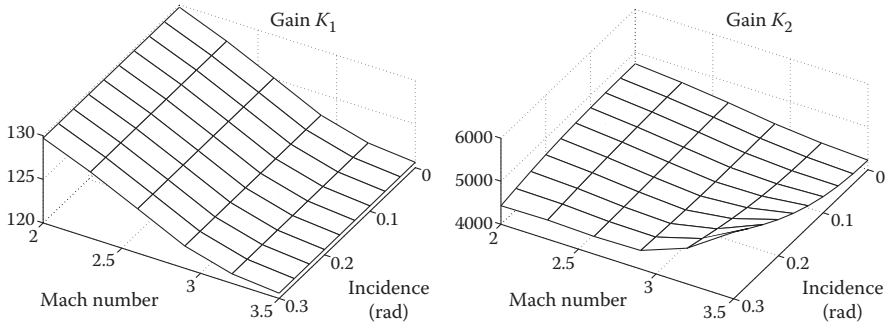 Gain K1
130
125
120
2
2.5
3
3.5
Mach number
0
0.1
0.2
0.3
Incidence
(rad)
Gain K2
6000
5000
4000
2
2.5
3
3.5
Mach number
0
0.1
0.2
0.3
Incidence
(rad)